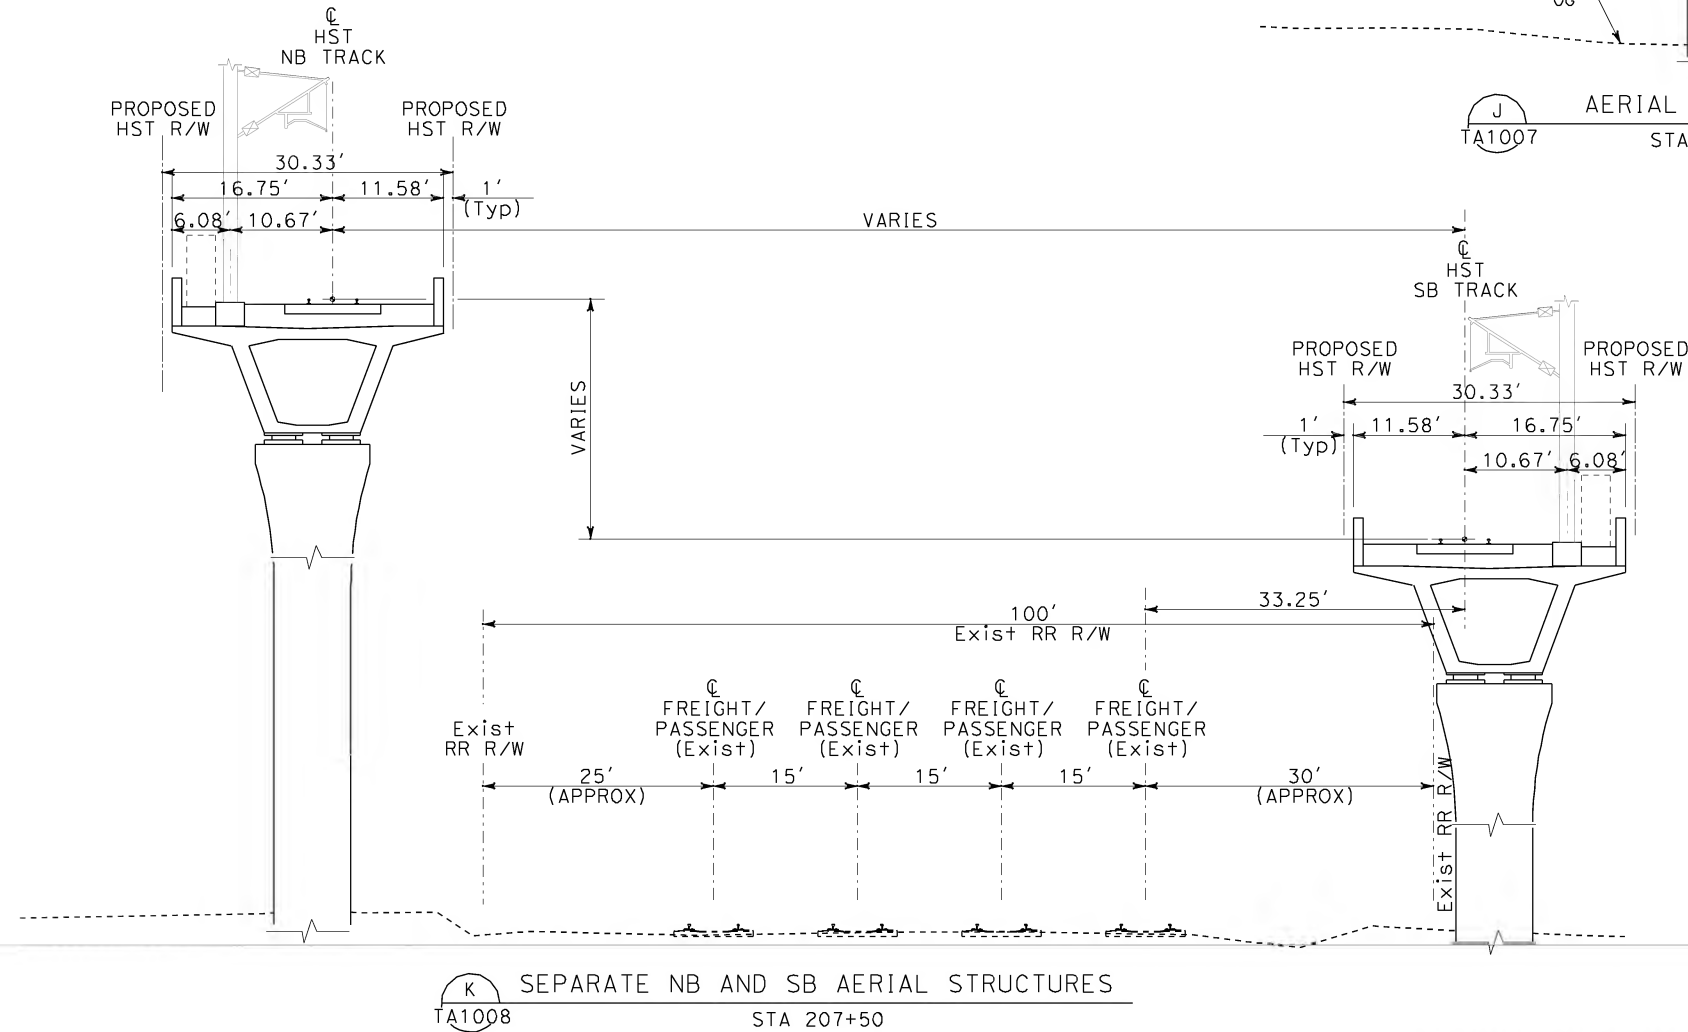 ℄
HST
NB TRACK
PROPOSED
HST R/W
PROPOSED
HST R/W
30.33'
16.75'
11.58'
1'
(Typ)
6.08'
10.67'
VARIES
J
TA1007
AERIAL
STA
℄
HST
SB TRACK
PROPOSED
HST R/W
PROPOSED
HST R/W
30.33'
1'
(Typ)
11.58'
16.75'
10.67'
6.08'
VARIES
33.25'
100'
Exist RR R/W
Exist
RR R/W
℄
FREIGHT/
PASSENGER
(Exist)
℄
FREIGHT/
PASSENGER
(Exist)
℄
FREIGHT/
PASSENGER
(Exist)
℄
FREIGHT/
PASSENGER
(Exist)
25'
(APPROX)
15'
15'
15'
30'
(APPROX)
Exist RR R/W
K
TA1008
SEPARATE NB AND SB AERIAL STRUCTURES
STA 207+50